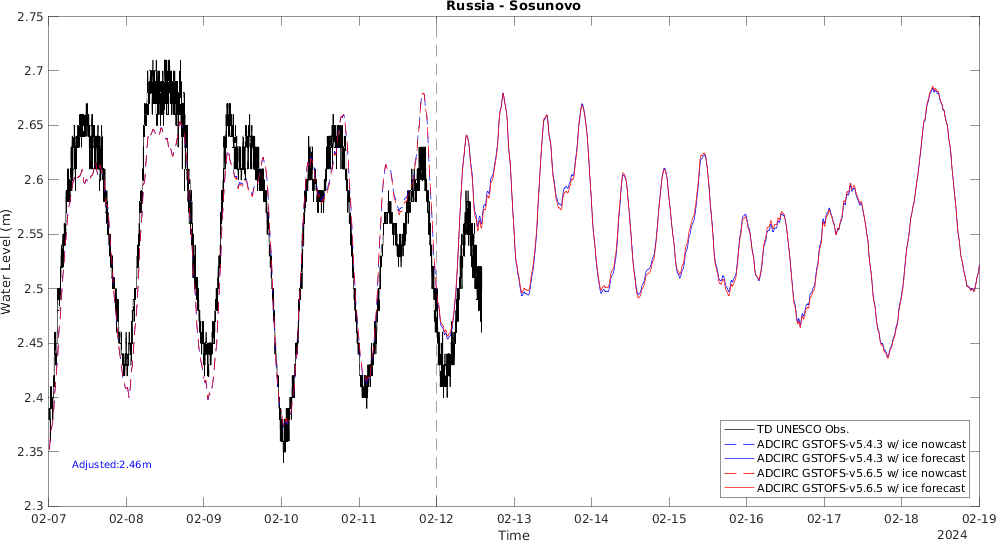 Russia - Sosunovo
2.75
2.7
2.65
2.6
2.55
2.5
2.45
2.4
2.35
2.3
Water Level (m)
Adjusted:2.46m
TD UNESCO Obs.
ADCIRC GSTOFS-v5.4.3 w/ ice nowcast
ADCIRC GSTOFS-v5.4.3 w/ ice forecast
ADCIRC GSTOFS-v5.6.5 w/ ice nowcast
ADCIRC GSTOFS-v5.6.5 w/ ice forecast
02-07 02-08 02-09 02-10 02-11 02-12 02-13 02-14 02-15 02-16 02-17 02-18 02-19
Time
2024